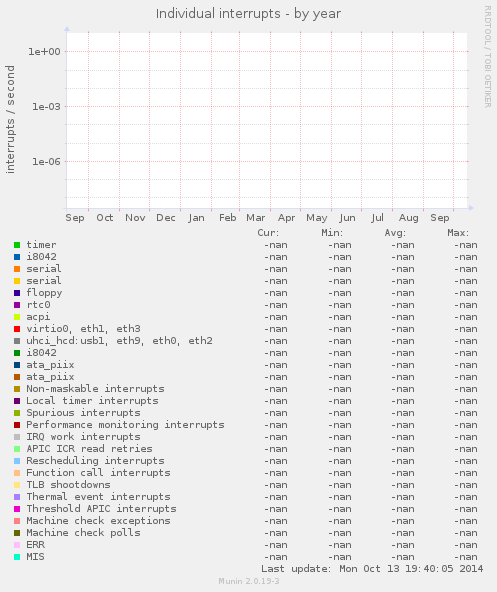 Individual interrupts - by year
RRDTOOL / TOBI OETIKER
interrupts / second
1e+00
1e-03
1e-06
Sep Oct Nov Dec Jan Feb Mar Apr May Jun Jul Aug Sep
Cur: Min: Avg: Max:
timer -nan -nan -nan -nan
i8042 -nan -nan -nan -nan
serial -nan -nan -nan -nan
serial -nan -nan -nan -nan
floppy -nan -nan -nan -nan
rtc0 -nan -nan -nan -nan
acpi -nan -nan -nan -nan
virtio0, eth1, eth3 -nan -nan -nan -nan
uhci_hcd:usb1, eth9, eth0, eth2 -nan -nan -nan -nan
i8042 -nan -nan -nan -nan
ata_piix -nan -nan -nan -nan
ata_piix -nan -nan -nan -nan
Non-maskable interrupts -nan -nan -nan -nan
Local timer interrupts -nan -nan -nan -nan
Spurious interrupts -nan -nan -nan -nan
Performance monitoring interrupts -nan -nan -nan -nan
IRQ work interrupts -nan -nan -nan -nan
APIC ICR read retries -nan -nan -nan -nan
Rescheduling interrupts -nan -nan -nan -nan
Function call interrupts -nan -nan -nan -nan
TLB shootdowns -nan -nan -nan -nan
Thermal event interrupts -nan -nan -nan -nan
Threshold APIC interrupts -nan -nan -nan -nan
Machine check exceptions -nan -nan -nan -nan
Machine check polls -nan -nan -nan -nan
ERR -nan -nan -nan -nan
MIS -nan -nan -nan -nan
Last update: Mon Oct 13 19:40:05 2014
Munin 2.0.19-3